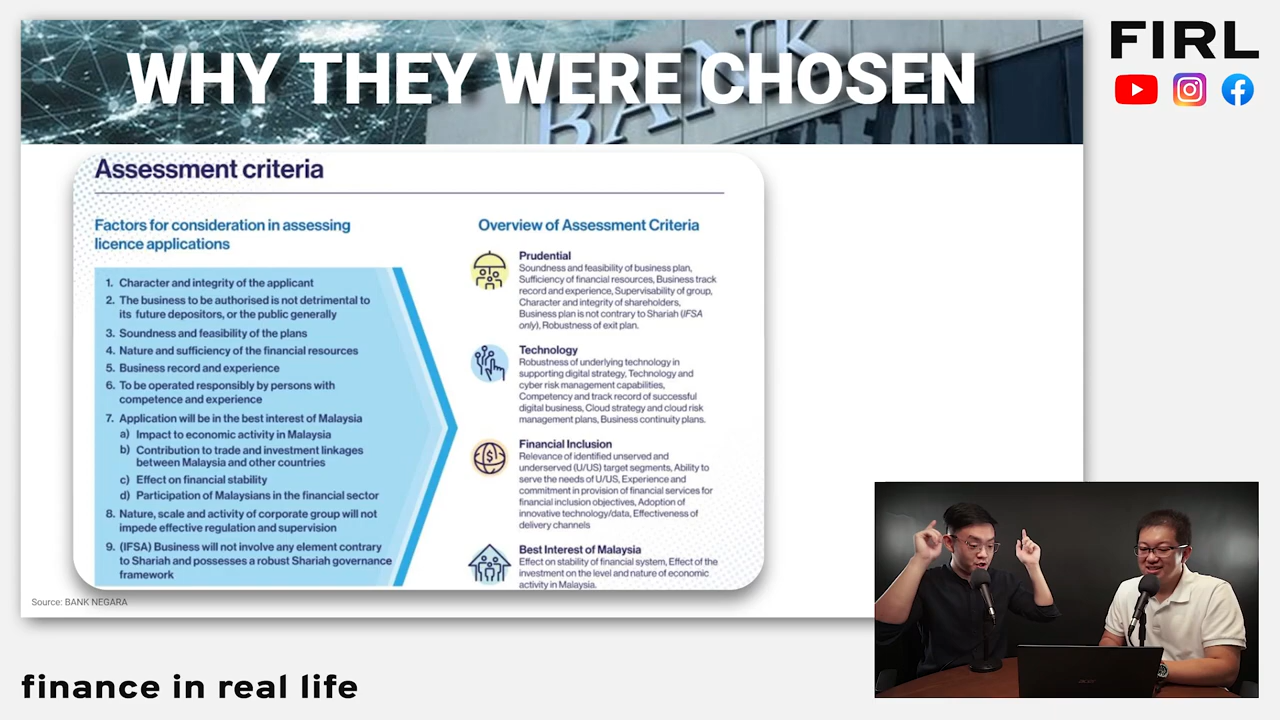 WHY THEY WERE CHOSEN
BANK
FIRL
Assessment criteria
Factors for consideration in assessing
licence applications
1. Character and integrity of the applicant
2. The business to be authorised is not detrimental to
its future depositors, or the public generally
3. Soundness and feasibility of the plans
4. Nature and sufficiency of the financial resources
5. Business record and experience
6. To be operated responsibly by persons with
competence and experience
7. Application will be in the best interest of Malaysia
a) Impact to economic activity in Malaysia
b) Contribution to trade and investment linkages
between Malaysia and other countries
c) Effect on financial stability
d) Participation of Malaysians in the financial sector
8. Nature, scale and activity of corporate group will not
impede effective regulation and supervision
9. (IFSA) Business will not involve any element contrary
to Shariah and possesses a robust Shariah governance
framework
Overview of Assessment Criteria
Prudential
Soundness and feasibility of business plan,
Sufficiency of financial resources, Business track
record and experience, Supervisability of group,
Character and integrity of shareholders,
Business plan is not contrary to Shariah (IFSA
only), Robustness of exit plan.
Technology
Robustness of underlying technology in
supporting digital strategy, Technology and
cyber risk management capabilities,
Competency and track record of successful
digital business, Cloud strategy and cloud risk
management plans, Business continuity plans.
Financial Inclusion
Relevance of identified unserved and
underserved (U/US) target segments, Ability to
serve the needs of U/US, Experience and
commitment in provision of financial services for
financial inclusion objectives, Adoption of
innovative technology/data, Effectiveness of
delivery channels
Best Interest of Malaysia
Effect on stability of financial system, Effect of the
investment on the level and nature of economic
activity in Malaysia.
Source: BANK NEGARA
finance in real life